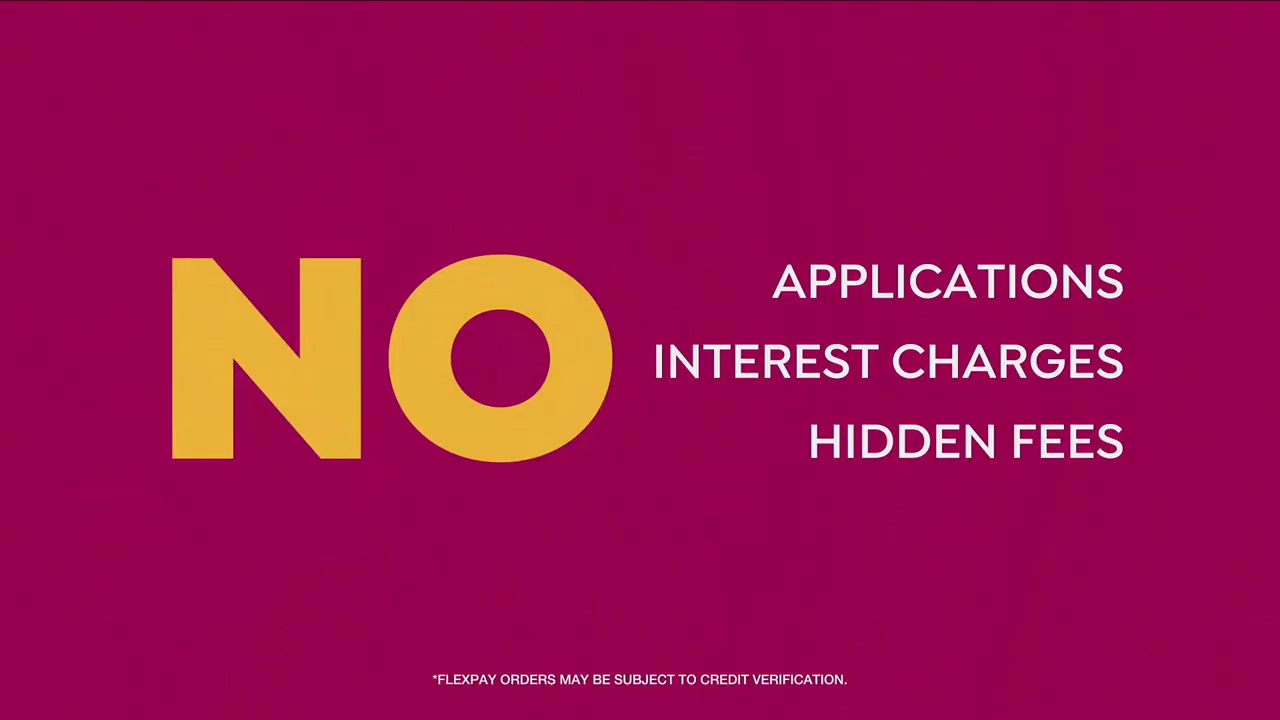 NO
APPLICATIONS
INTEREST CHARGES
HIDDEN FEES
*FLEXPAY ORDERS MAY BE SUBJECT TO CREDIT VERIFICATION.